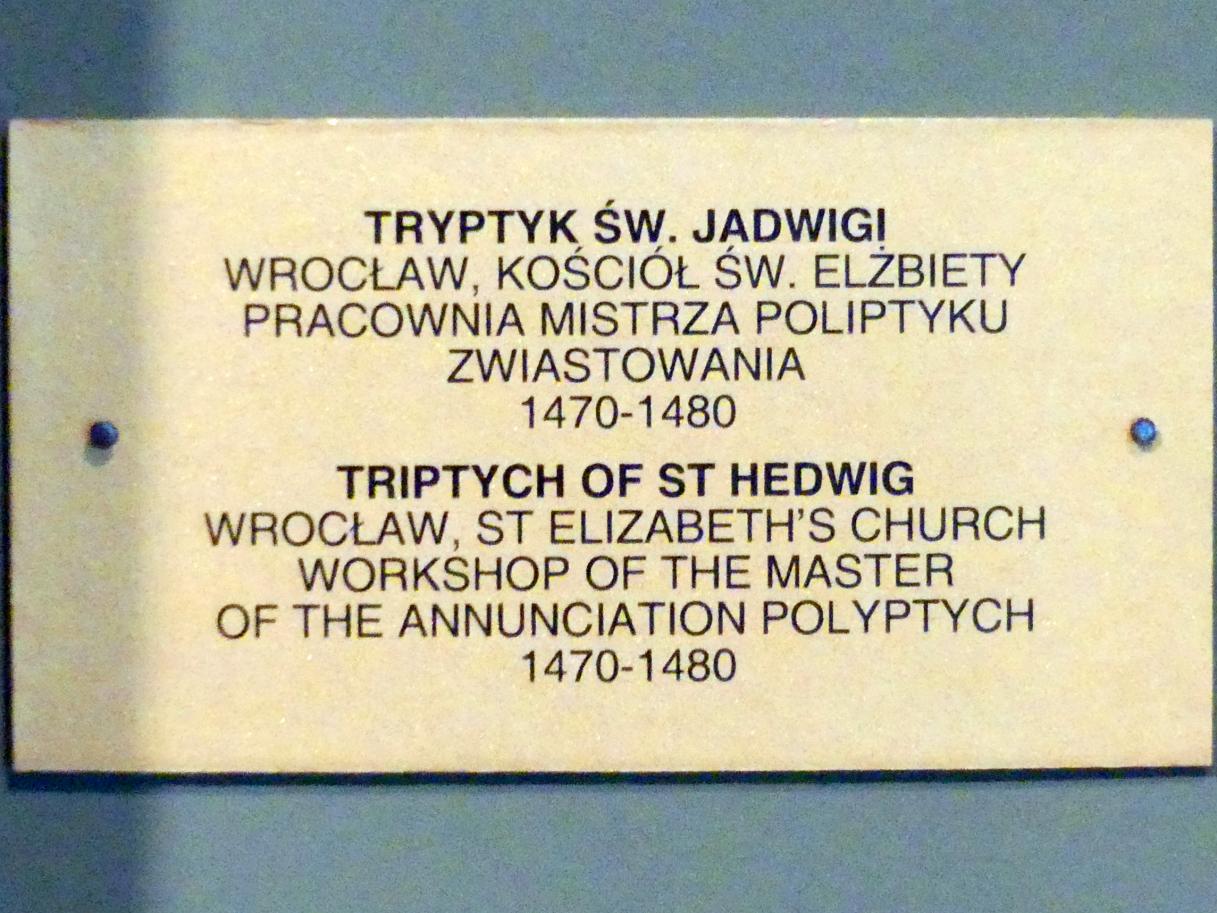 TRYPTYK ŚW. JADWIGI
WROCŁAW, KOŚCIÓŁ ŚW. ELŻBIETY
PRACOWNIA MISTRZA POLIPTYKU
ZWIASTOWANIA
1470-1480
TRIPTYCH OF ST HEDWIG
WROCŁAW, ST ELIZABETH'S CHURCH
WORKSHOP OF THE MASTER
OF THE ANNUNCIATION POLYPTYCH
1470-1480